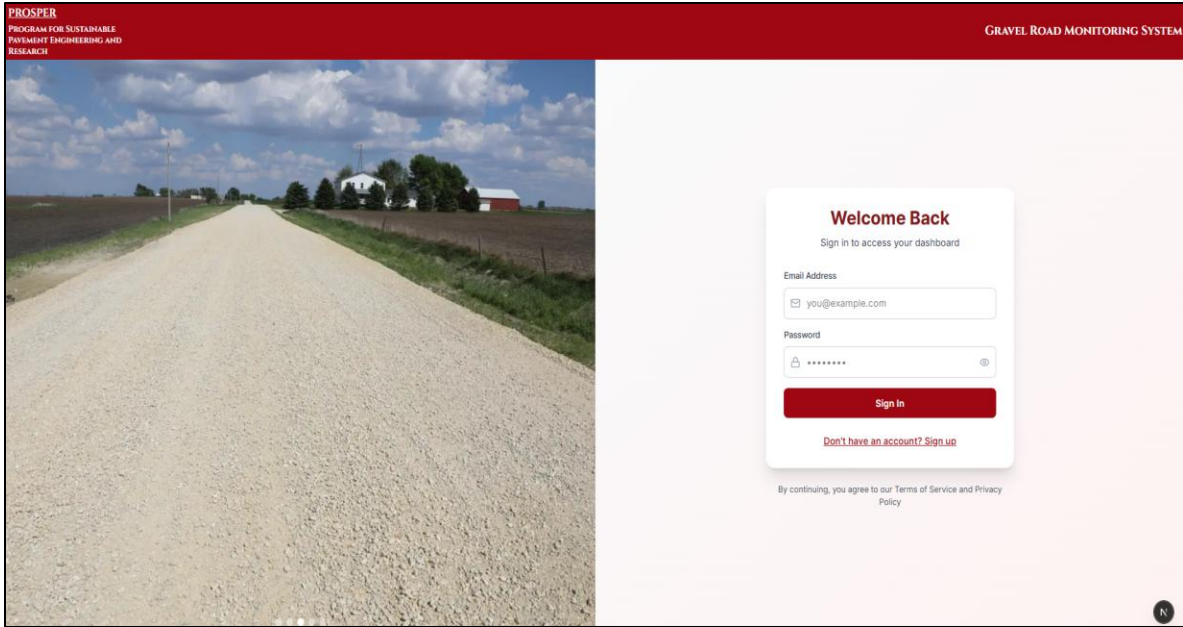 PROSPER
PROGRAM FOR SUSTAINABLE
PAVEMENT ENGINEERING AND
RESEARCH
GRAVEL ROAD MONITORING SYSTEM
Welcome Back
Sign in to access your dashboard
Email Address
you@example.com
Password
Sign In
Don't have an account? Sign up
By continuing, you agree to our Terms of Service and Privacy
Policy
N